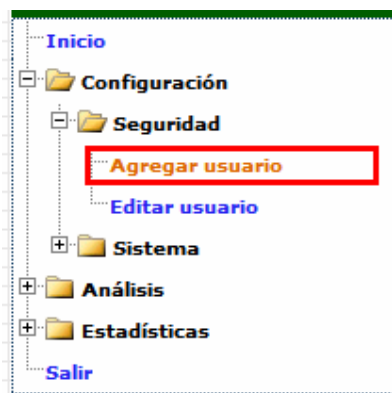 Inicio
Configuración
Seguridad
Agregar usuario
Editar usuario
Sistema
Análisis
Estadísticas
Salir